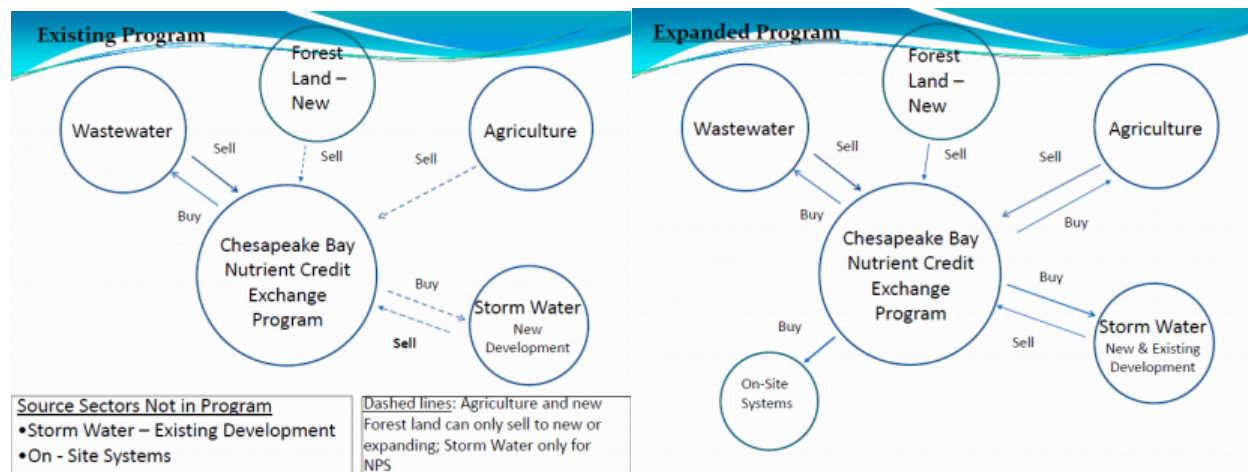 Existing Program
Forest
Land –
New
Wastewater
Agriculture
Sell
Sell
Sell
Buy
Chesapeake Bay
Nutrient Credit
Exchange
Program
Buy
Sell
Storm Water
New
Development
Source Sectors Not in Program
•Storm Water – Existing Development
•On - Site Systems
Dashed lines: Agriculture and new
Forest land can only sell to new or
expanding; Storm Water only for
NPS
Expanded Program
Forest
Land –
New
Wastewater
Agriculture
Sell
Sell
Sell
Buy
Buy
Chesapeake Bay
Nutrient Credit
Exchange
Program
Buy
Sell
Storm Water
New & Existing
Development
Buy
On-Site
Systems